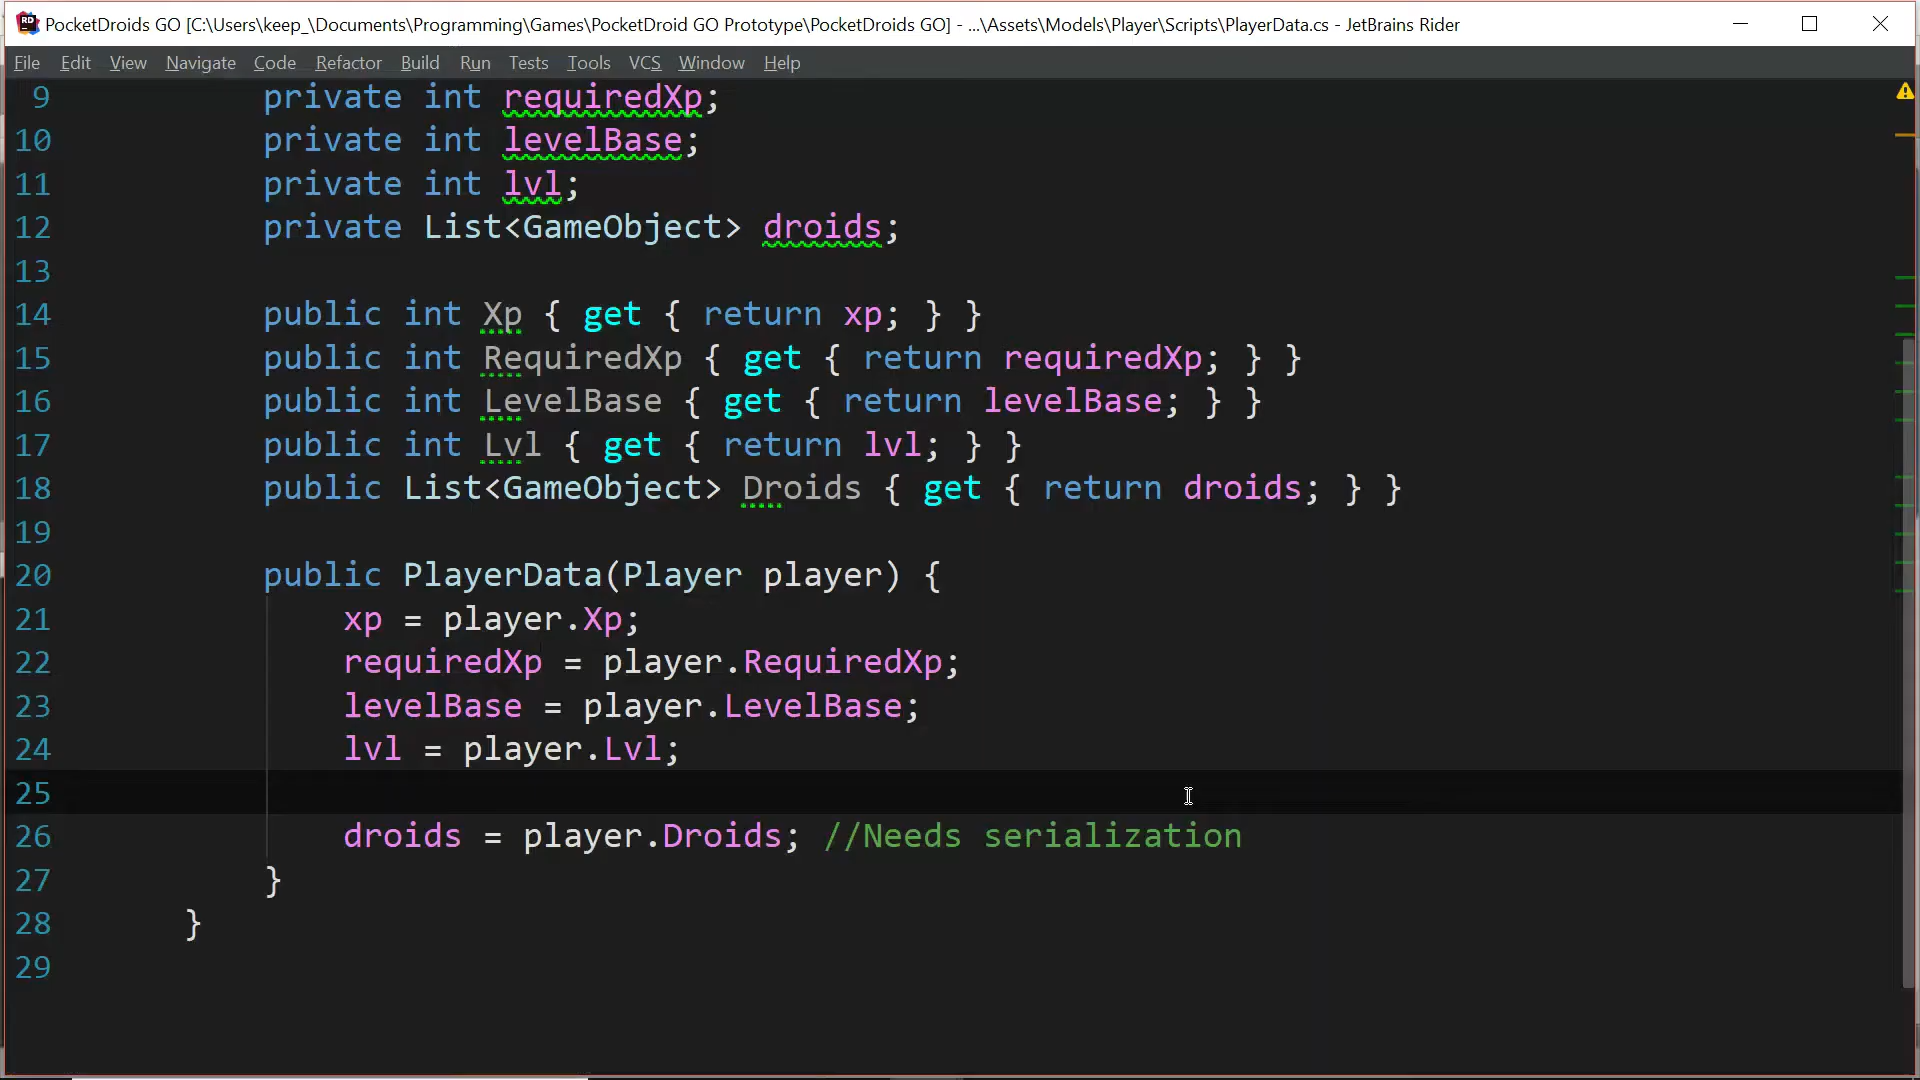 RD PocketDroids GO [C:\Users\keep_\Documents\Programming\Games\PocketDroid GO Prototype\PocketDroids GO] - ...\Assets\Models\Player\Scripts\PlayerData.cs - JetBrains Rider
File Edit View Navigate Code Refactor Build Run Tests Tools VCS Window Help
9 private int requiredXp;
10 private int levelBase;
11 private int lvl;
12 private List<GameObject> droids;
13
14 public int Xp { get { return xp; } }
15 public int RequiredXp { get { return requiredXp; } }
16 public int LevelBase { get { return levelBase; } }
17 public int Lvl { get { return lvl; } }
18 public List<GameObject> Droids { get { return droids; } }
19
20 public PlayerData(Player player) {
21 xp = player.Xp;
22 requiredXp = player.RequiredXp;
23 levelBase = player.LevelBase;
24 lvl = player.Lvl;
25
26 droids = player.Droids; //Needs serialization
27 }
28 }
29